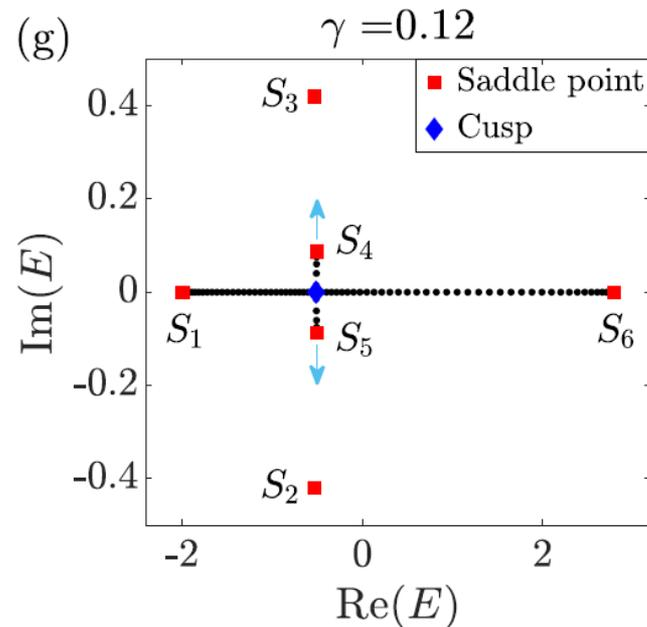 (g)
γ =0.12
Saddle point
Cusp
0.4
0.2
0
-0.2
-0.4
S₃
S₄
S₁
S₅
S₆
S₂
Im(E)
-2
0
2
Re(E)